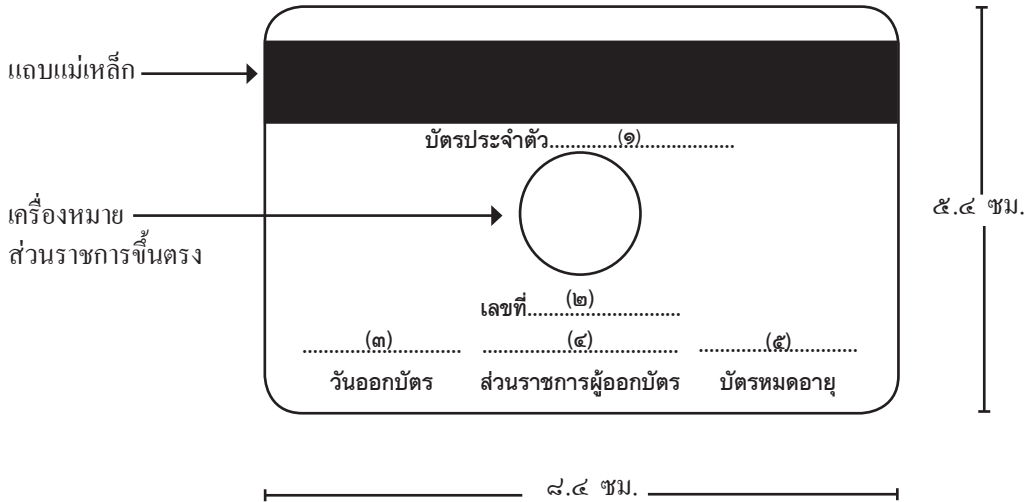 แถบแม่เหล็ก
บัตรประจำตัว.............(๑)..................
เครื่องหมาย
ส่วนราชการขึ้นตรง
๕.๔ ซม.
เลขที่.......(๒)...............
............(๓)............. ...............(๔)............... ............(๕)............
วันออกบัตร ส่วนราชการผู้ออกบัตร บัตรหมดอายุ
๘.๔ ซม.